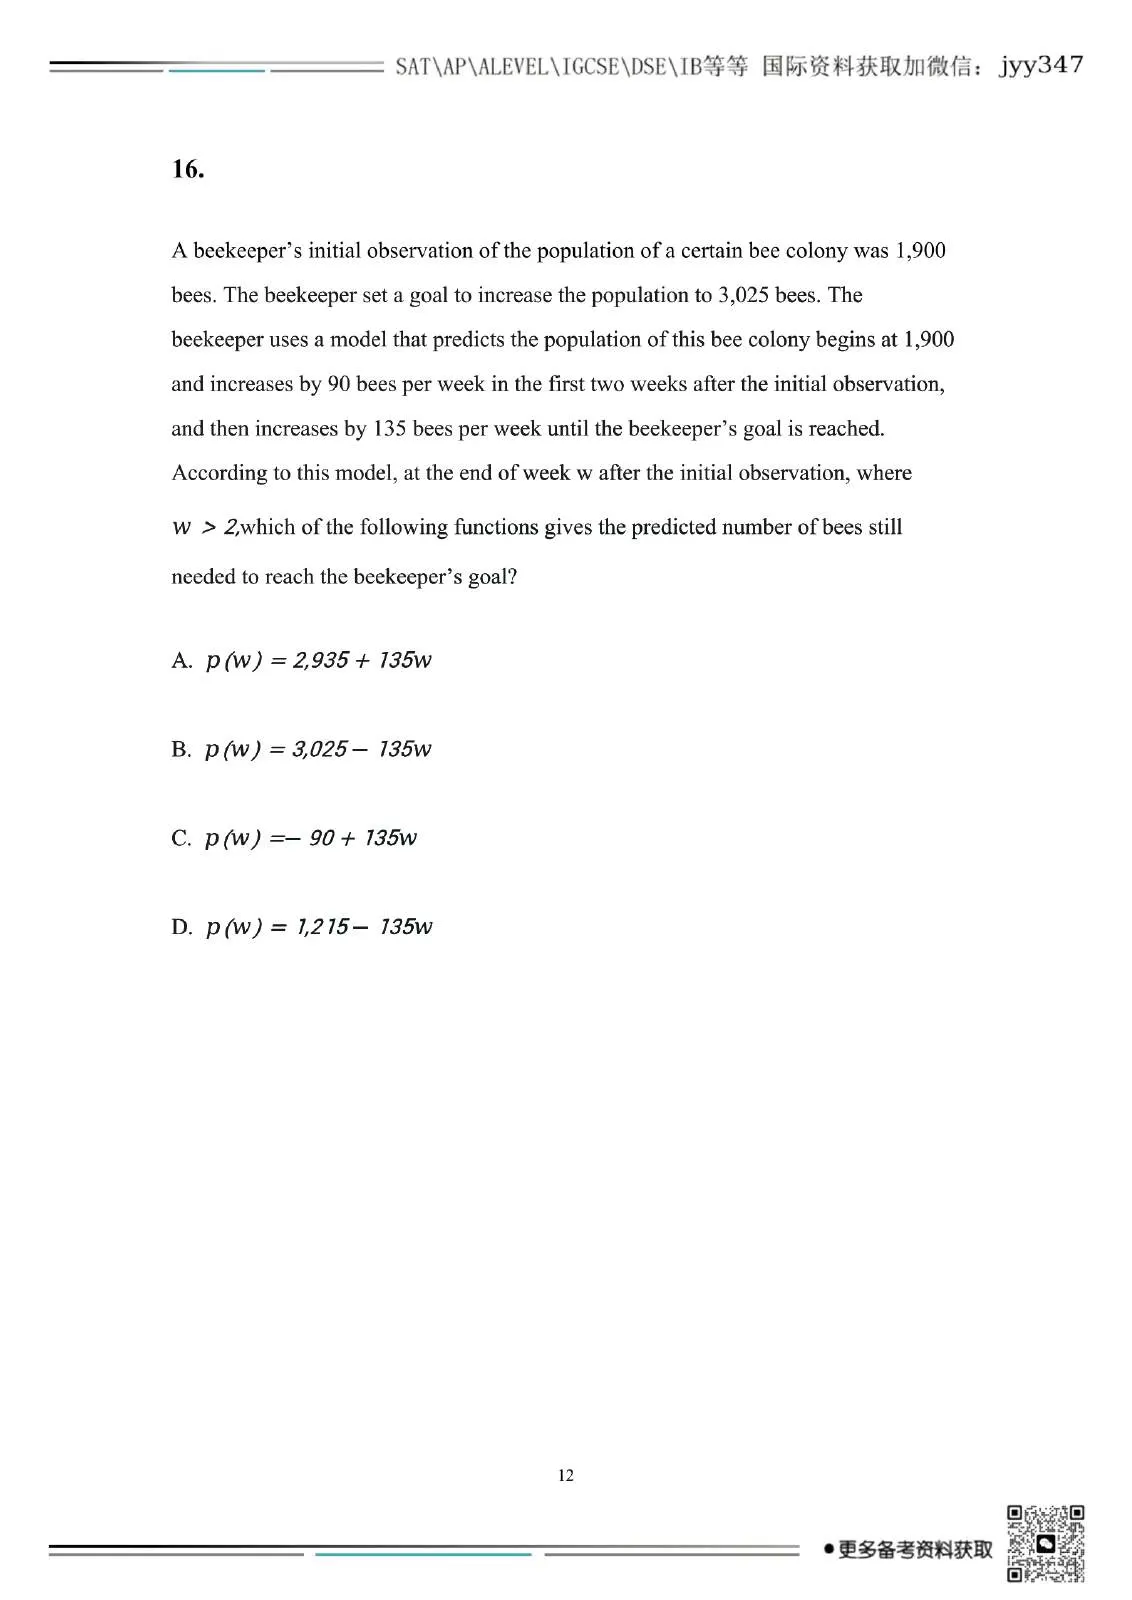 SAT\AP\ALEVEL\IGCSE\DSE\IB等等 国际资料获取加微信: jyy347
16.
A beekeeper’s initial observation of the population of a certain bee colony was 1,900
bees. The beekeeper set a goal to increase the population to 3,025 bees. The
beekeeper uses a model that predicts the population of this bee colony begins at 1,900
and increases by 90 bees per week in the first two weeks after the initial observation,
and then increases by 135 bees per week until the beekeeper’s goal is reached.
According to this model, at the end of week w after the initial observation, where
w > 2,which of the following functions gives the predicted number of bees still
needed to reach the beekeeper’s goal?
A. p(w) = 2,935 + 135w
B. p(w) = 3,025 − 135w
C. p(w) =− 90 + 135w
D. p(w) = 1,215 − 135w
12
●更多备考资料获取